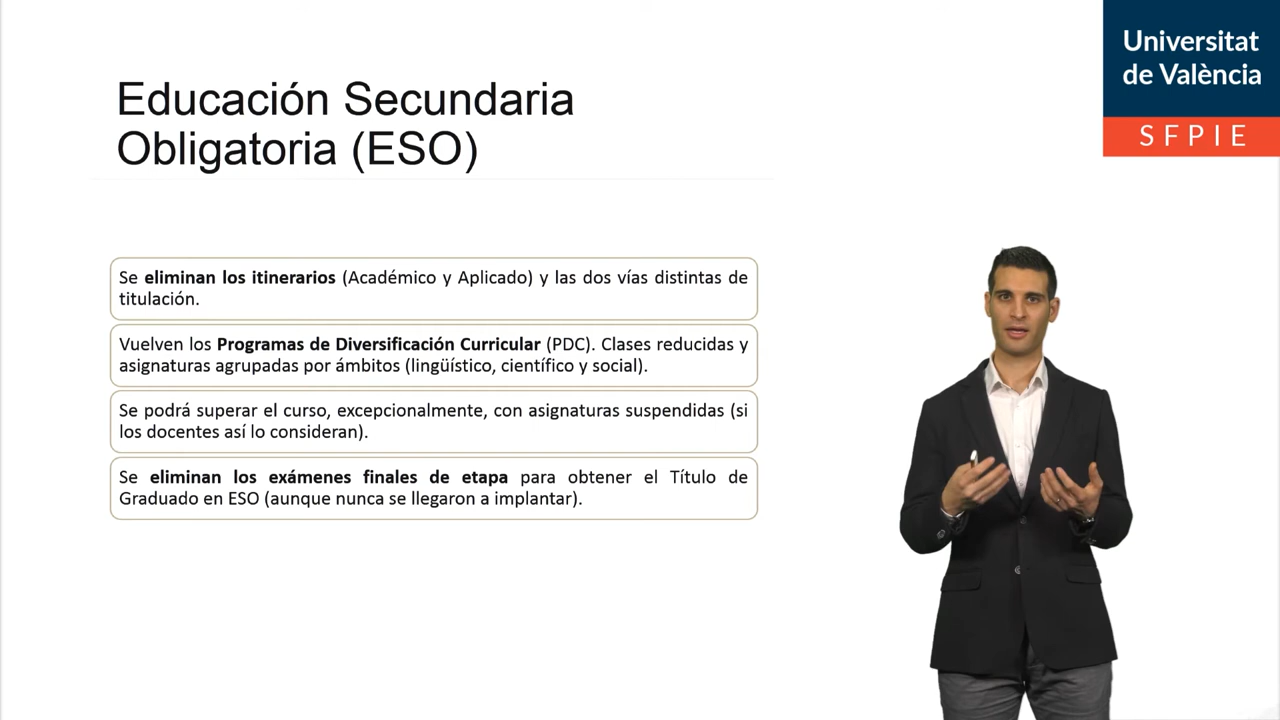 Universitat
de València
SFPIE
Educación Secundaria
Obligatoria (ESO)
Se eliminan los itinerarios (Académico y Aplicado) y las dos vías distintas de
titulación.
Vuelven los Programas de Diversificación Curricular (PDC). Clases reducidas y
asignaturas agrupadas por ámbitos (lingüístico, científico y social).
Se podrá superar el curso, excepcionalmente, con asignaturas suspendidas (si
los docentes así lo consideran).
Se eliminan los exámenes finales de etapa para obtener el Título de
Graduado en ESO (aunque nunca se llegaron a implantar).